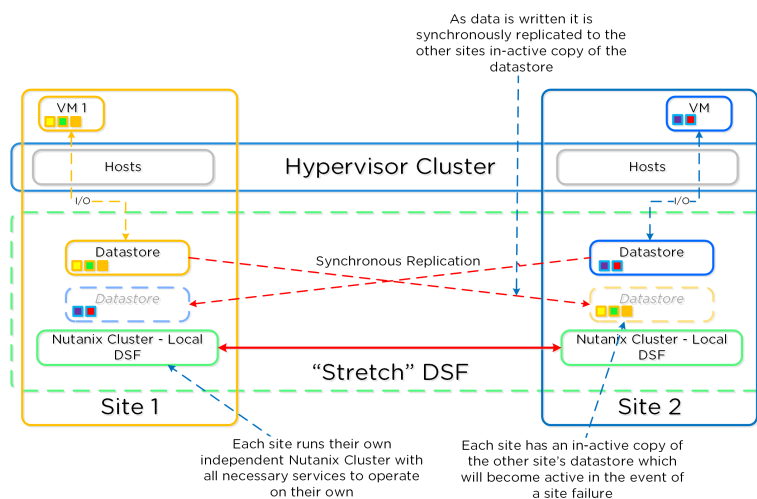 As data is written it is
synchronously replicated to the
other sites in-active copy of the
datastore
VM 1
VM
Hosts
Hypervisor Cluster
Hosts
I/O
I/O
Datastore
Synchronous Replication
Datastore
Datastore
Datastore
Nutanix Cluster - Local
DSF
Nutanix Cluster - Local
DSF
“Stretch” DSF
Site 1
Site 2
Each site runs their own
independent Nutanix Cluster with
all necessary services to operate
on their own
Each site has an in-active copy of
the other site’s datastore which
will become active in the event of
a site failure